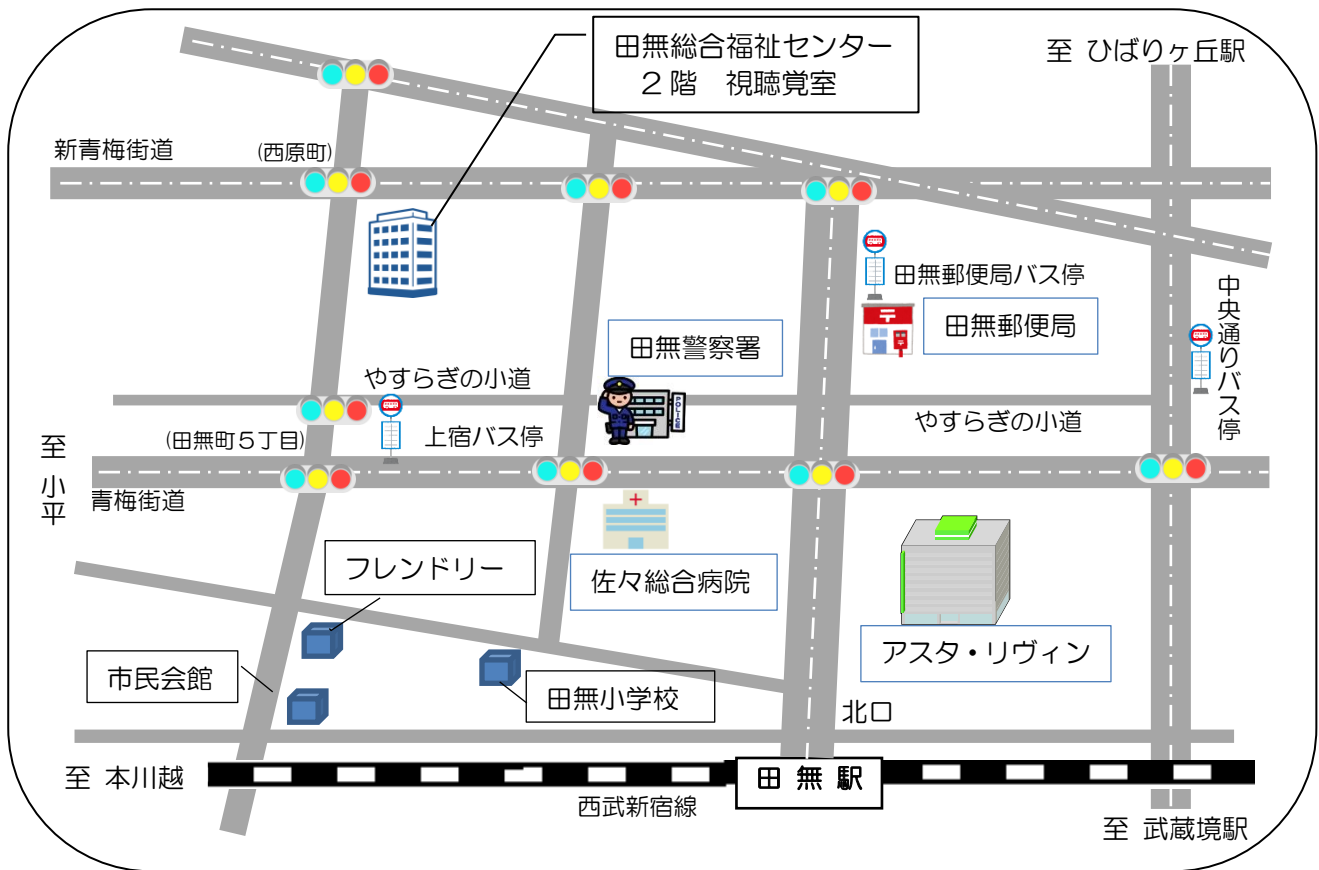 田無総合福祉センター
2階 視聴覚室
至 ひばりヶ丘駅
新青梅街道
(西原町)
田無郵便局バス停
田無郵便局
中央通りバス停
田無警察署
POLICE
やすらぎの小道
やすらぎの小道
(田無町5丁目)
上宿バス停
至 小平
青梅街道
フレンドリー
佐々総合病院
アスタ・リヴィン
市民会館
田無小学校
北口
至 本川越
田無駅
西武新宿線
至 武蔵境駅